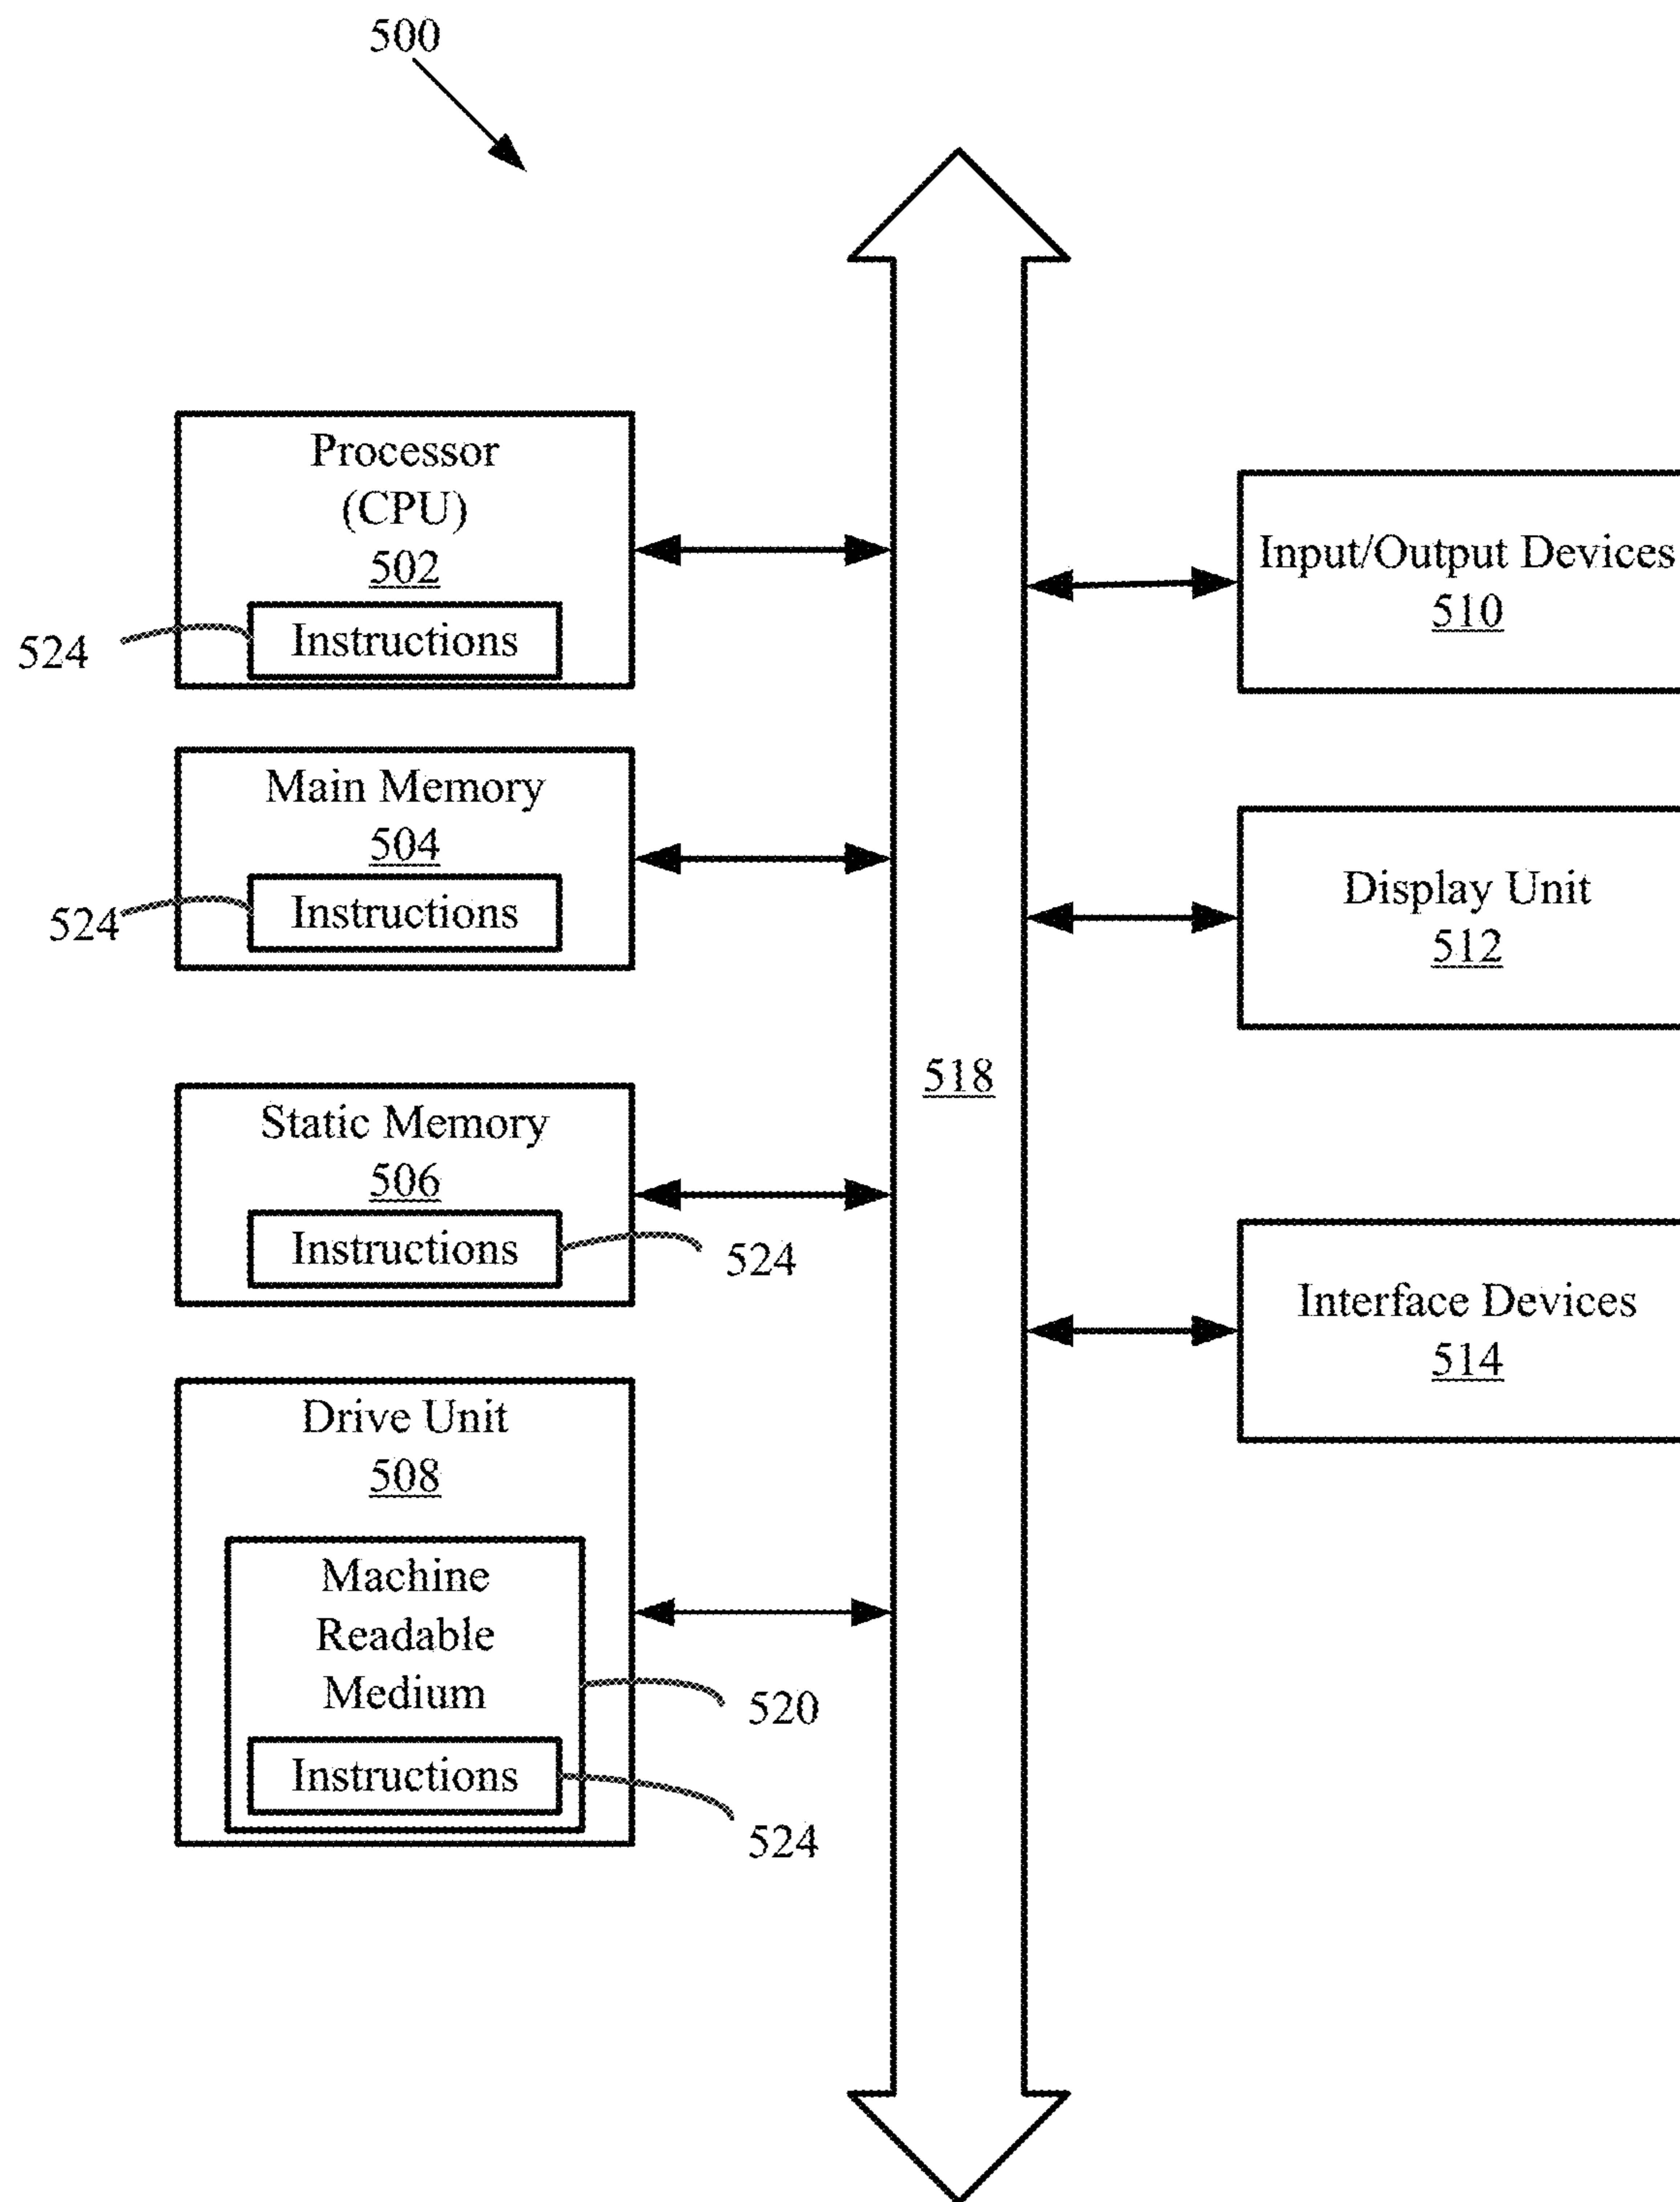 500
Processor
(CPU)
502
Instructions
524
Main Memory
504
Instructions
524
Static Memory
506
Instructions
524
Drive Unit
508
Machine
Readable
Medium
520
Instructions
524
518
Input/Output Devices
510
Display Unit
512
Interface Devices
514